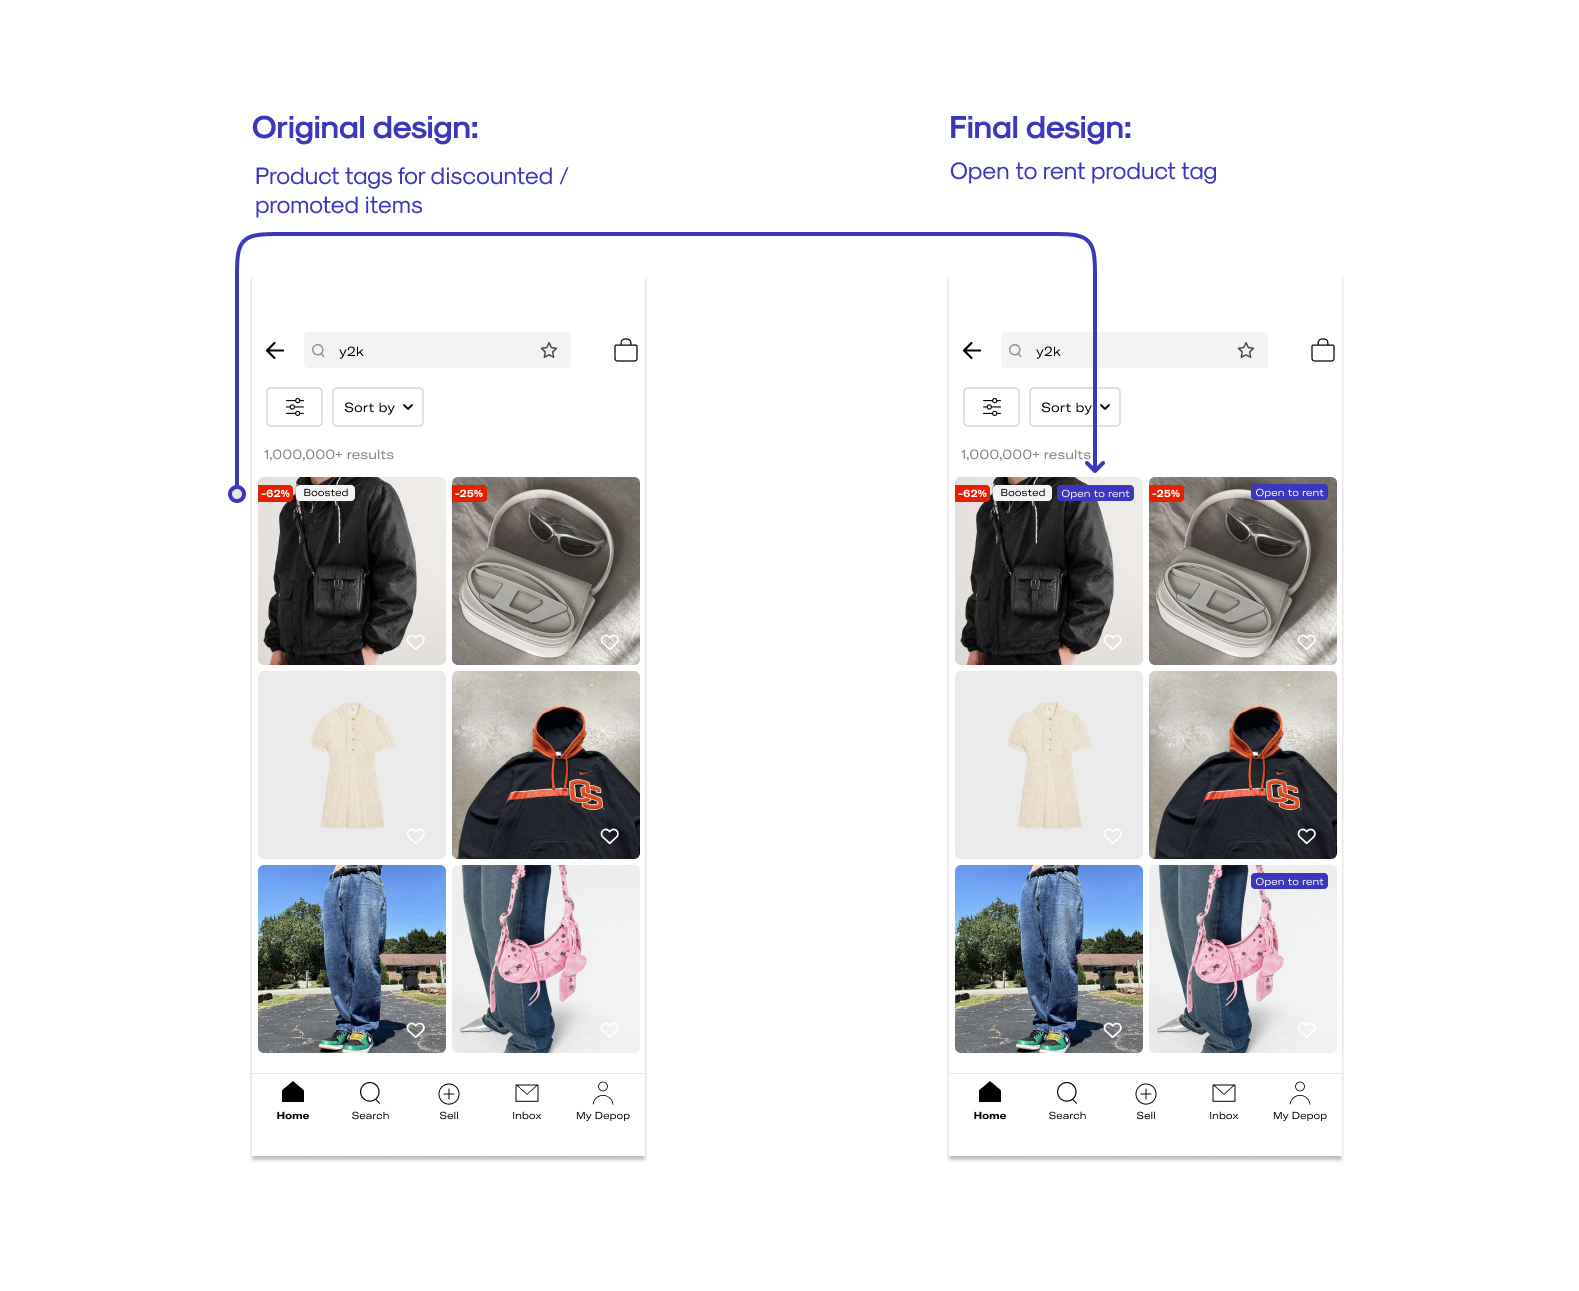 Original design:
Product tags for discounted /
promoted items
Final design:
Open to rent product tag
y2k
Sort by
1,000,000+ results
-62% Boosted
-25%
OS
Home Search Sell Inbox My Depop
y2k
Sort by
1,000,000+ results
-62% Boosted Open to rent
-25% Open to rent
OS
Open to rent
Home Search Sell Inbox My Depop